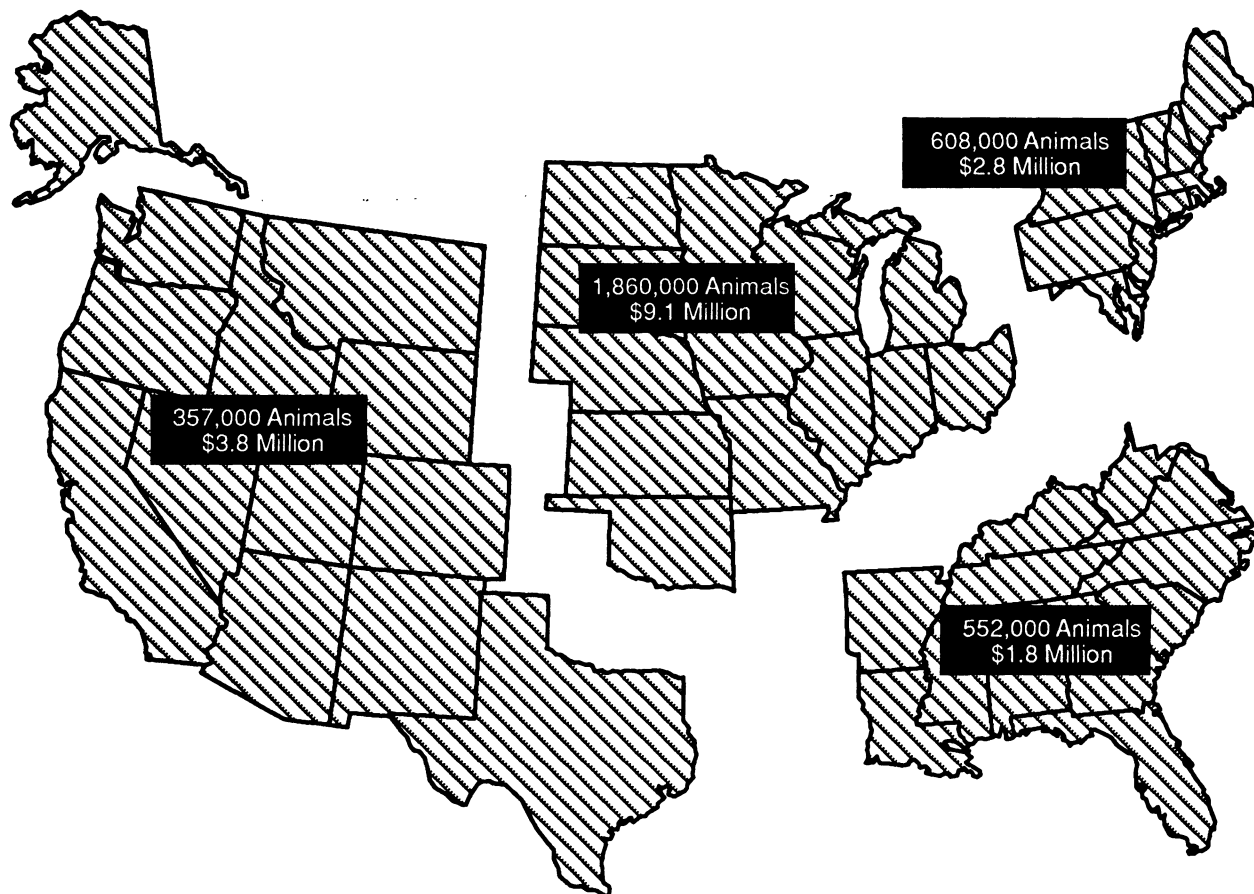 608,000 Animals
$2.8 Million
1,860,000 Animals
$9.1 Million
357,000 Animals
$3.8 Million
552,000 Animals
$1.8 Million